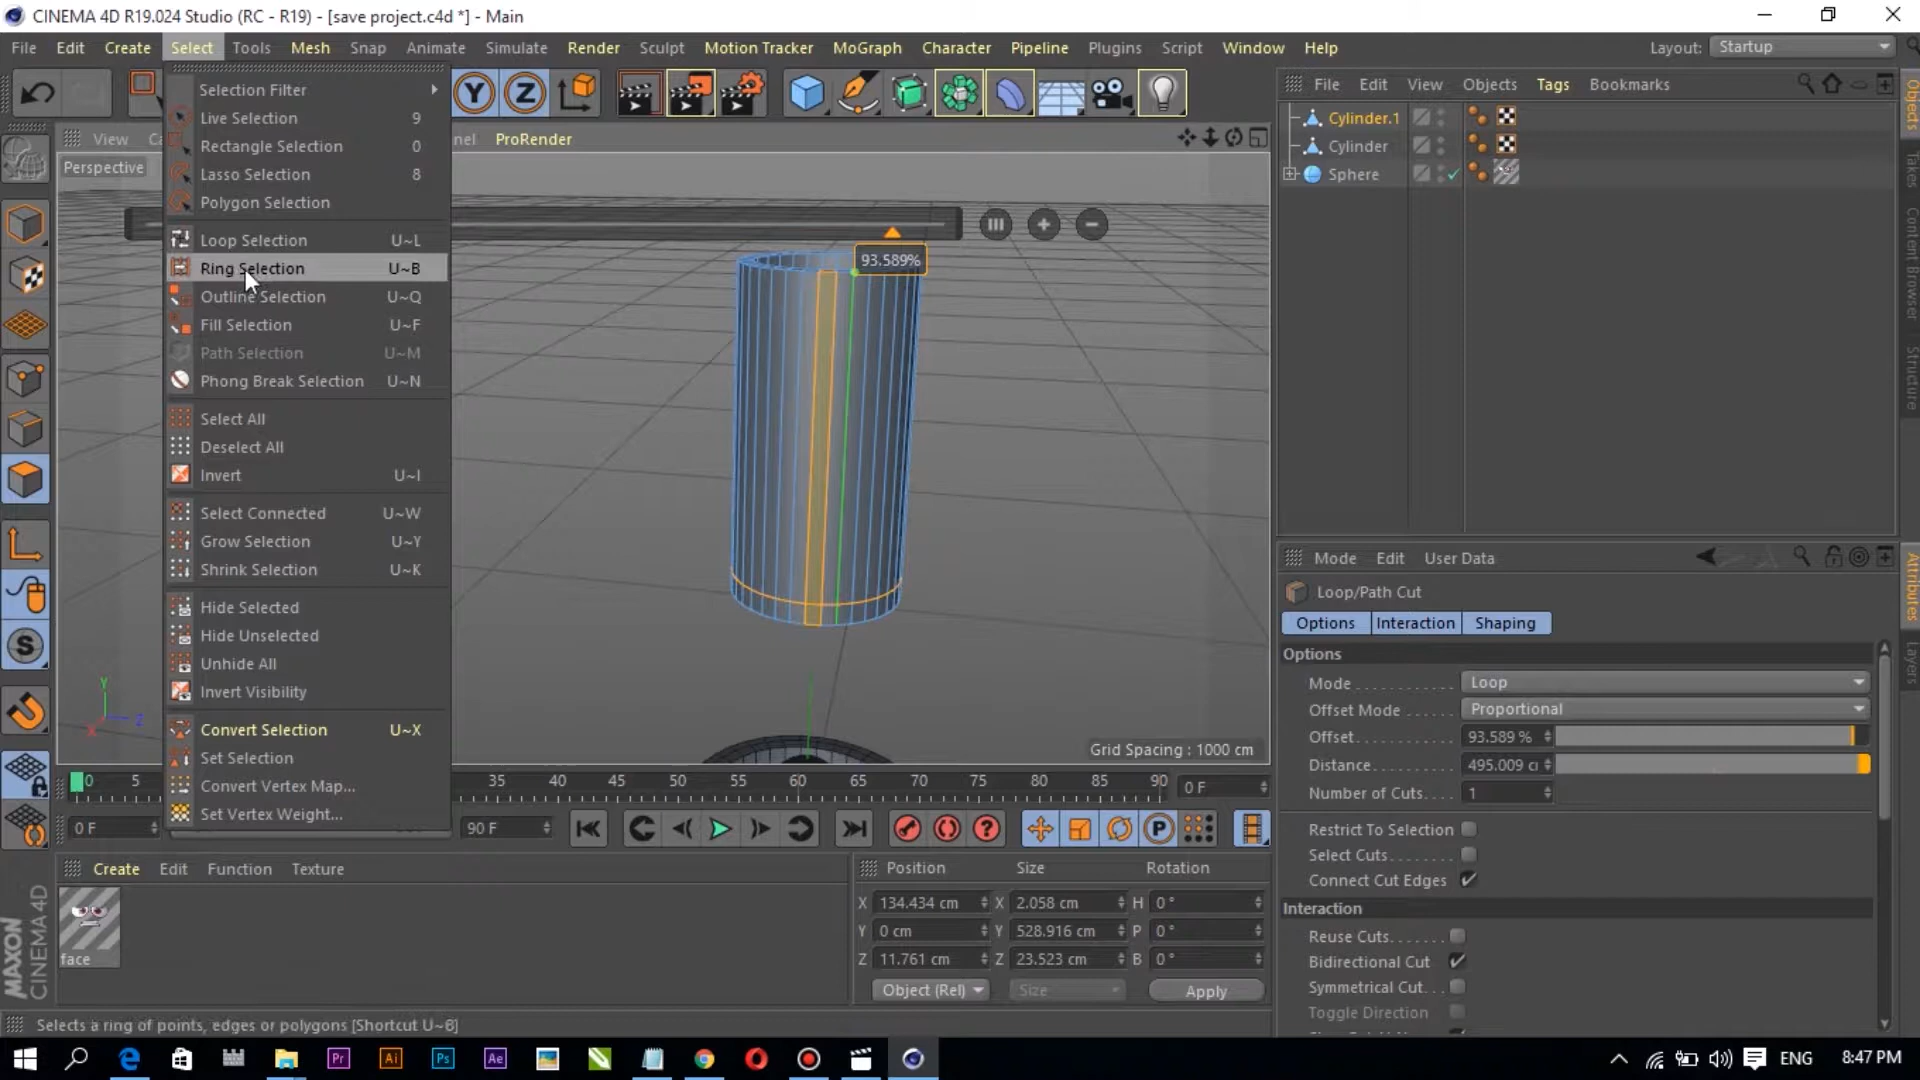 CINEMA 4D R19.024 Studio (RC - R19) - [save project.c4d *] - Main
File Edit Create Select Tools Mesh Snap Animate Simulate Render Sculpt Motion Tracker MoGraph Character Pipeline Plugins Script Window Help Layout: Startup
Selection Filter
Live Selection 9
Rectangle Selection 0
Lasso Selection 8
Polygon Selection
Loop Selection U~L
Ring Selection U~B
Outline Selection U~Q
Fill Selection U~F
Path Selection U~M
Phong Break Selection U~N
Select All
Deselect All
Invert U~I
Select Connected U~W
Grow Selection U~Y
Shrink Selection U~K
Hide Selected
Hide Unselected
Unhide All
Invert Visibility
Convert Selection U~X
Set Selection
Convert Vertex Map...
Set Vertex Weight...
Y Z
View ProRender
Perspective
93.589%
Y
X
Z
Grid Spacing : 1000 cm
0 5 35 40 45 50 55 60 65 70 75 80 85 90 0 F
0 F 90 F
P
Create Edit Function Texture
face
MAXON
CINEMA 4D
Position Size Rotation
X 134.434 cm X 2.058 cm H 0 °
Y 0 cm Y 528.916 cm P 0 °
Z 11.761 cm Z 23.523 cm B 0 °
Object (Rel) Size Apply
File Edit View Objects Tags Bookmarks
Cylinder.1
Cylinder
Sphere
Objects
Takes
Content Browser
Structure
Mode Edit User Data
Loop/Path Cut
Options Interaction Shaping
Options
Mode Loop
Offset Mode Proportional
Offset 93.589 %
Distance 495.009 c
Number of Cuts 1
Restrict To Selection
Select Cuts
Connect Cut Edges
Interaction
Reuse Cuts
Bidirectional Cut
Symmetrical Cut
Toggle Direction
Attributes
Layers
Selects a ring of points, edges or polygons [Shortcut U~B]
Pr Ai Ps Ae
ENG 8:47 PM